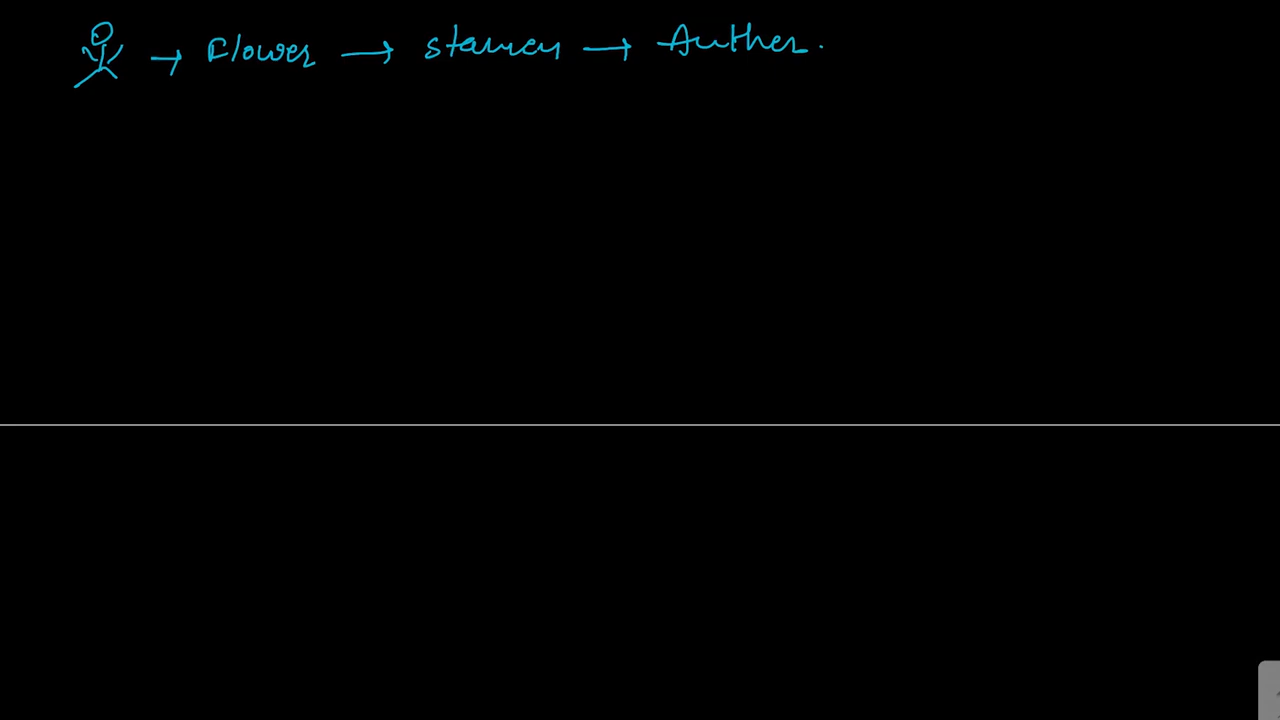 → Flower → stamen → Anther.